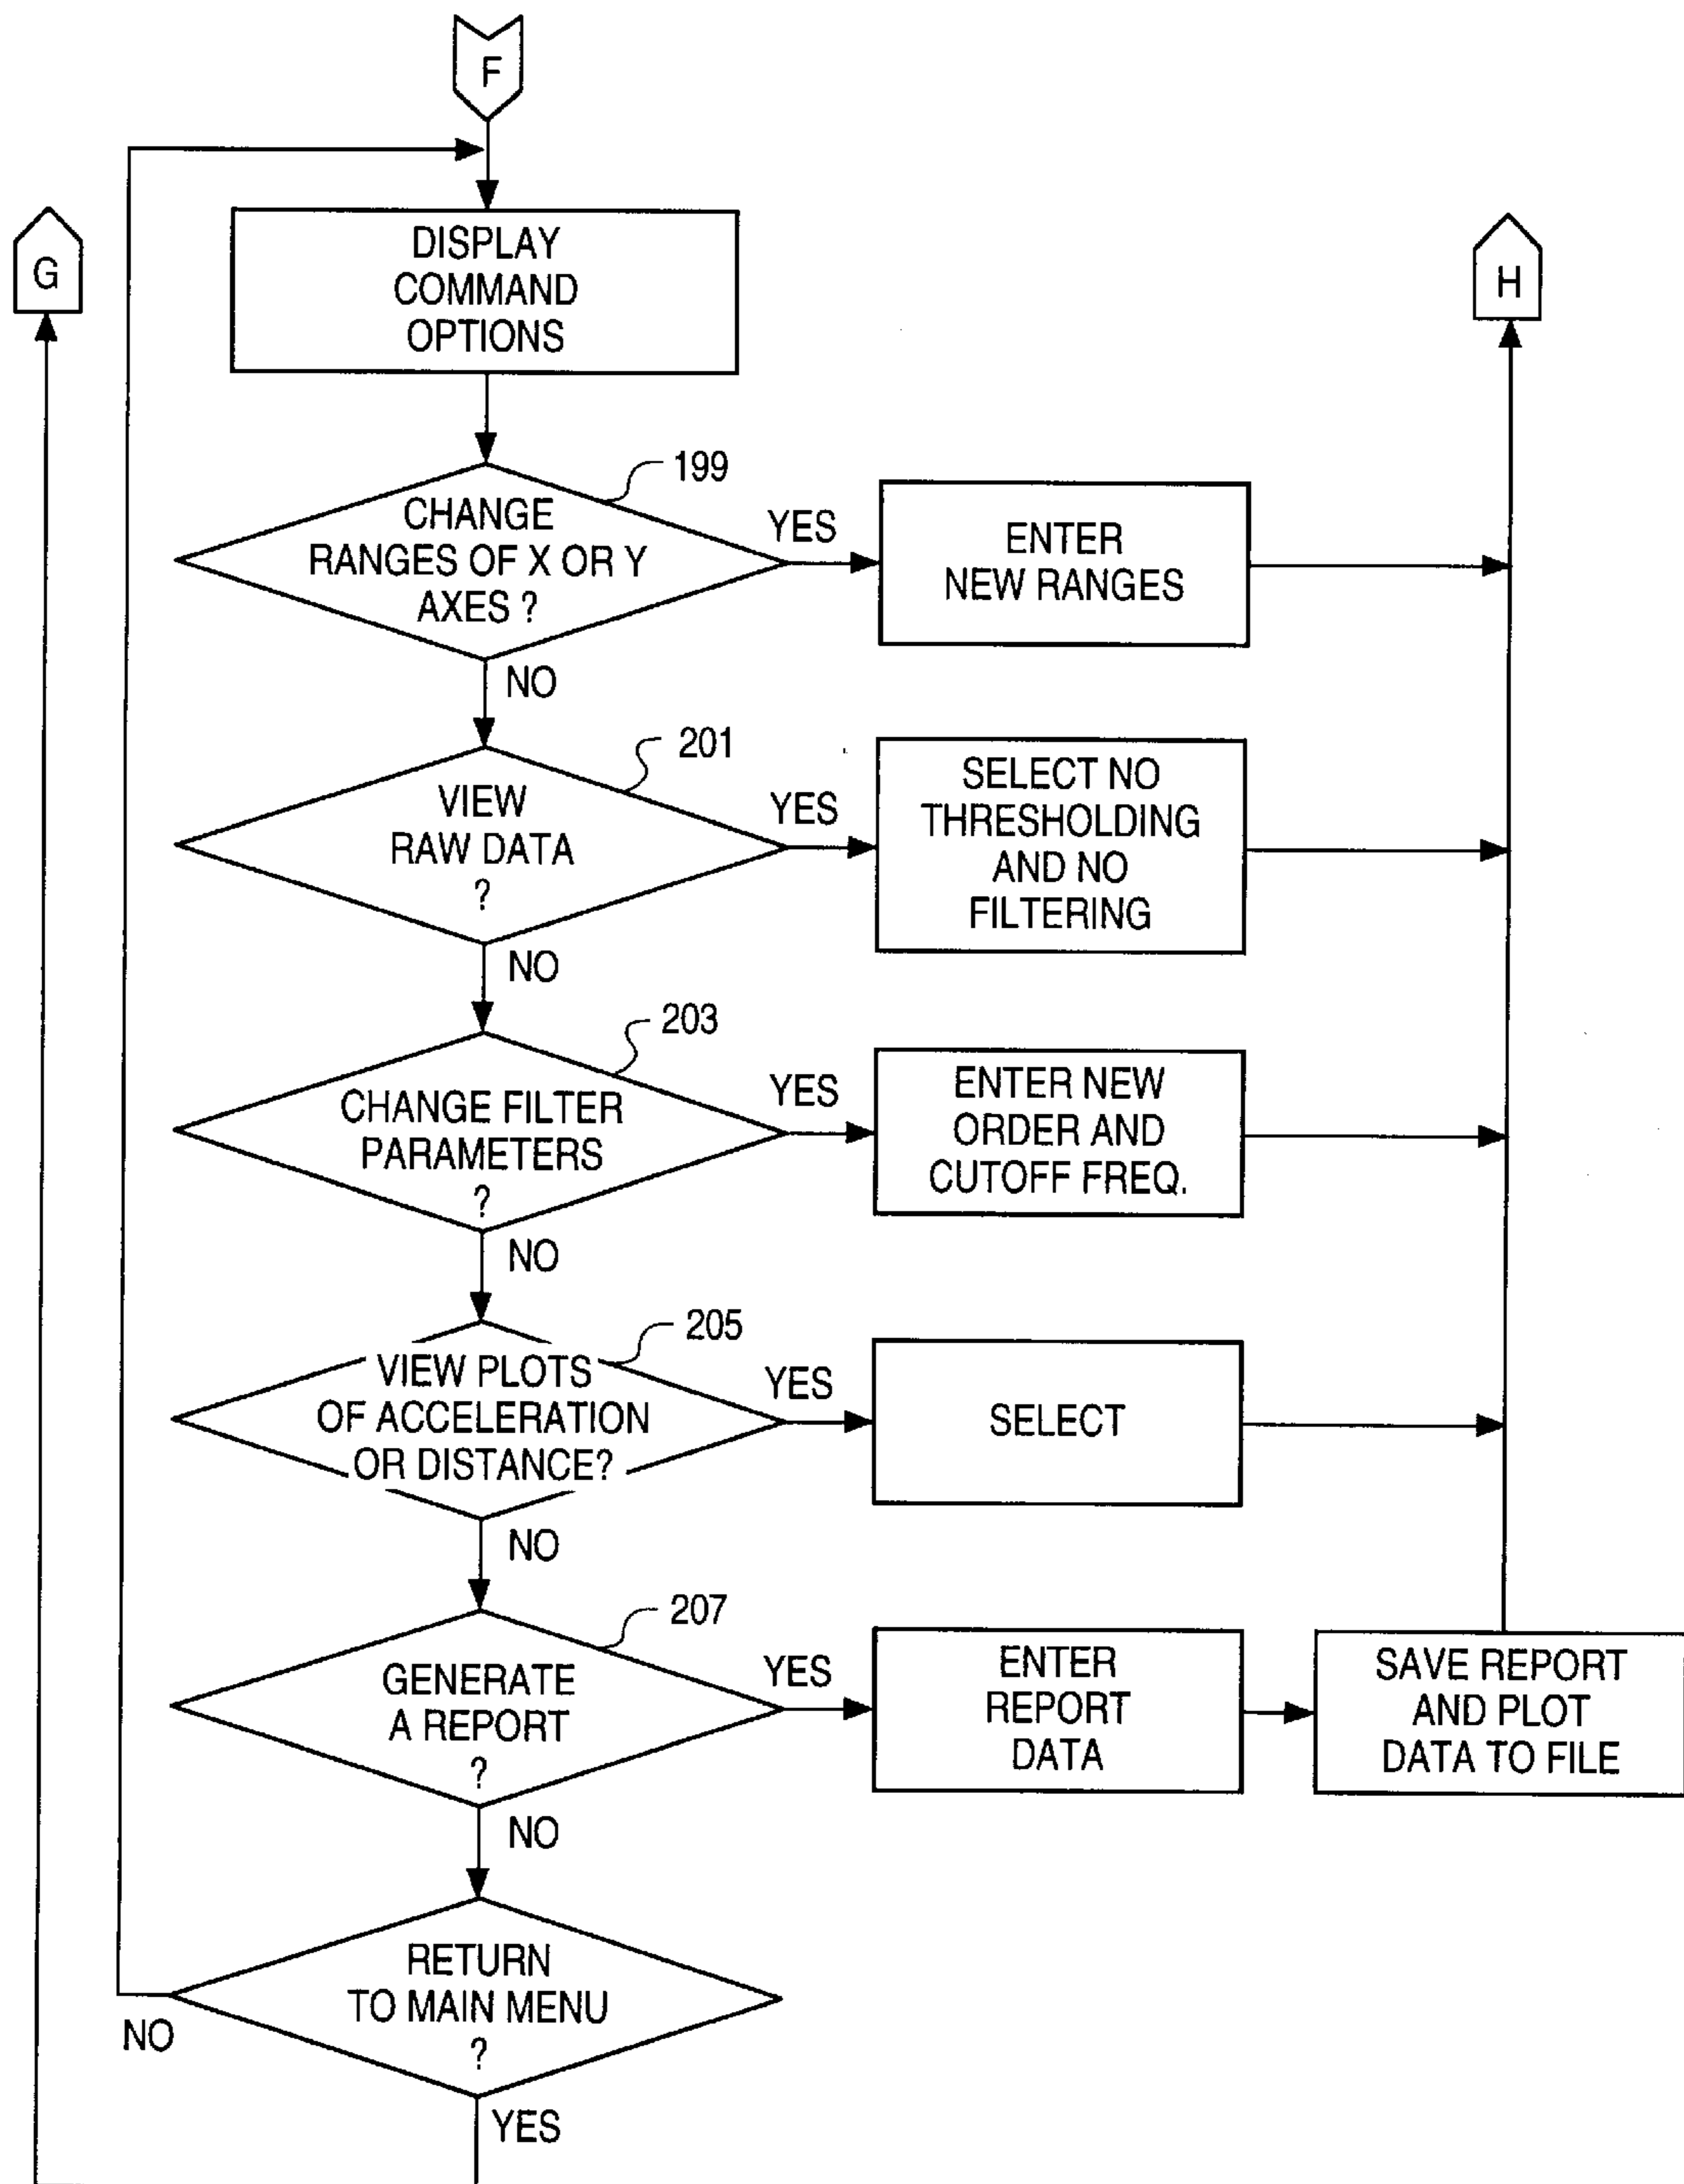 F
G
H
DISPLAY
COMMAND
OPTIONS
199
CHANGE
RANGES OF X OR Y
AXES ?
YES
ENTER
NEW RANGES
NO
201
VIEW
RAW DATA
?
YES
SELECT NO
THRESHOLDING
AND NO
FILTERING
NO
203
CHANGE FILTER
PARAMETERS
?
YES
ENTER NEW
ORDER AND
CUTOFF FREQ.
NO
205
VIEW PLOTS
OF ACCELERATION
OR DISTANCE?
YES
SELECT
NO
207
GENERATE
A REPORT
?
YES
ENTER
REPORT
DATA
SAVE REPORT
AND PLOT
DATA TO FILE
NO
RETURN
TO MAIN MENU
?
NO
YES